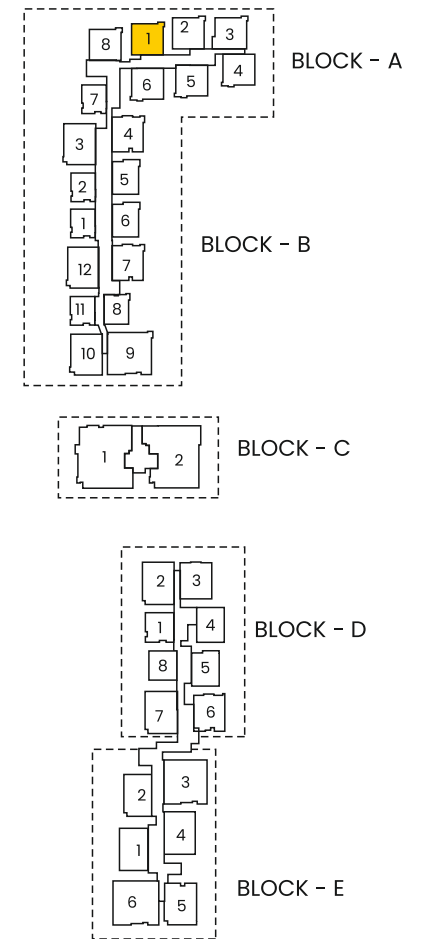 8 1 2 3
BLOCK - A
6 5 4
7
3 4
2 5
1 6
BLOCK - B
12 7
11 8
10 9
1 2
BLOCK - C
2 3
1 4
BLOCK - D
8 5
7 6
2 3
1 4
6 5
BLOCK - E